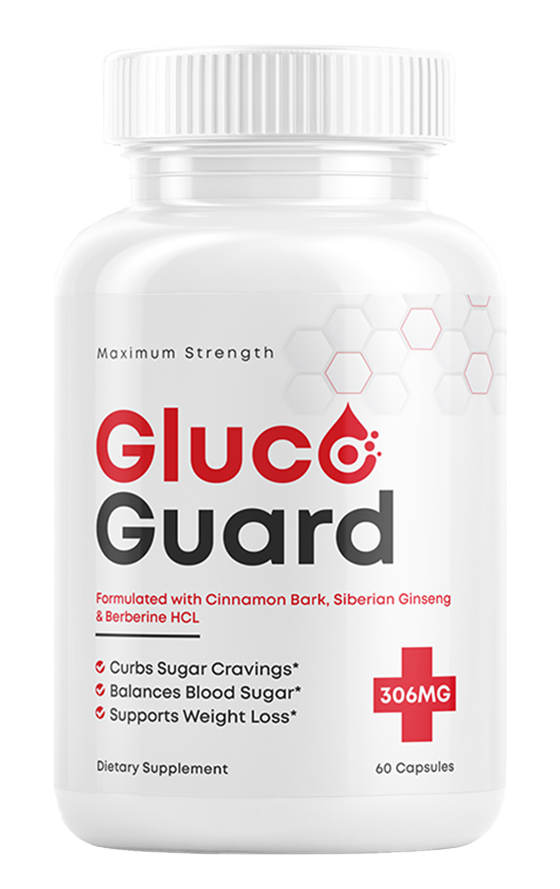 Maximum Strength
Gluco
Guard
Formulated with Cinnamon Bark, Siberian Ginseng
& Berberine HCL
Curbs Sugar Cravings*
Balances Blood Sugar*
Supports Weight Loss*
306MG
Dietary Supplement
60 Capsules